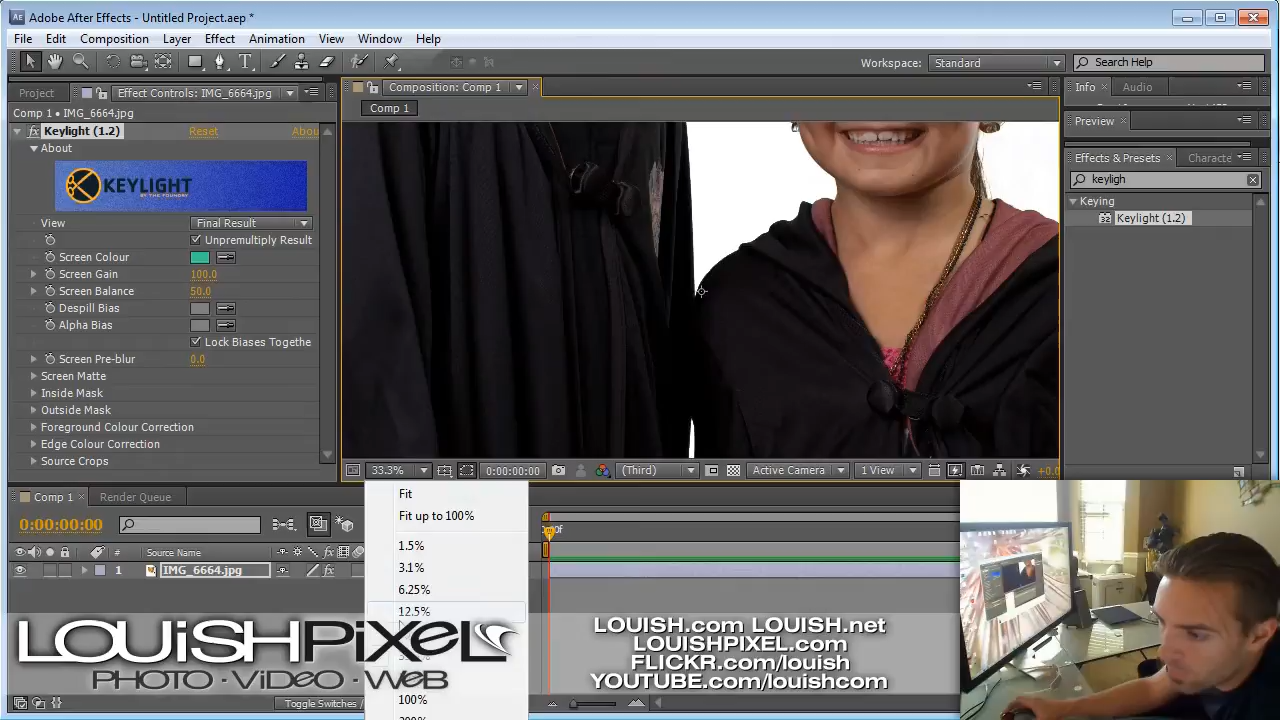 Adobe After Effects - Untitled Project.aep *
File Edit Composition Layer Effect Animation View Window Help
Workspace: Standard Search Help
Project Effect Controls: IMG_6664.jpg
Composition: Comp 1
Info Audio
Comp 1 • IMG_6664.jpg
Comp 1
Keylight (1.2) Reset Abou
Preview
About
Effects & Presets Characte
KEYLIGHT
BY THE FOUNDRY
keyligh
Keying
Keylight (1.2)
View Final Result
Unpremultiply Result
Screen Colour
Screen Gain 100.0
Screen Balance 50.0
Despill Bias
Alpha Bias
Lock Biases Togethe
Screen Pre-blur 0.0
Screen Matte
Inside Mask
Outside Mask
Foreground Colour Correction
Edge Colour Correction
Source Crops
33.3% 0:00:00:00 (Third) Active Camera 1 View +0.0
Comp 1 Render Queue
Fit
Fit up to 100%
1.5%
3.1%
6.25%
12.5%
100%
0:00:00:00
# Source Name
1 IMG_6664.jpg
LOUiSHPiXEL
PHOTO · ViDEO · WEB
LOUISH.com LOUISH.net
LOUISHPIXEL.com
FLICKR.com/louish
YOUTUBE.com/louishcom
Toggle Switches /